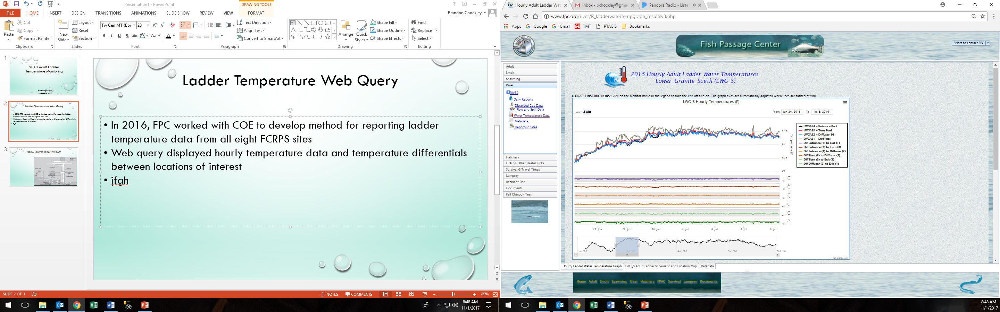 Presentation1 - PowerPoint
DRAWING TOOLS
FILE
HOME
INSERT
DESIGN
TRANSITIONS
ANIMATIONS
SLIDE SHOW
REVIEW
VIEW
FORMAT
Brandon Chockley
Paste
Cut
Copy
Format Painter
Clipboard
New
Slide
Layout
Reset
Section
Slides
Tw Cen MT (Boc
28
Font
Text Direction
Align Text
Convert to SmartArt
Paragraph
Arrange
Quick
Styles
Shape Fill
Shape Outline
Shape Effects
Drawing
Find
Replace
Select
Editing
1
2018 Adult Ladder
Temperature Monitoring
Fish Passage Center
November 8, 2017
2
Ladder Temperature Web Query
3
2016 LOWER GRANITE DAM
Ladder Temperature Web Query
• In 2016, FPC worked with COE to develop method for reporting ladder
temperature data from all eight FCRPS sites
• Web query displayed hourly temperature data and temperature differentials
between locations of interest
• jfgh
SLIDE 2 OF 3
NOTES
COMMENTS
89%
8:48 AM
11/1/2017
Hourly Adult Ladder Wat
Inbox - bchockley@gma
Pandora Radio - Listen
www.fpc.org/river/R_ladderwatertempgraph_resultsv3.php
Apps
Google
Gmail
TMT
PTAGIS
Bookmarks
Fish Passage Center
Select to contact FPC
Adult
Smolt
Spawning
River
RIVER
Daily Reports
Dissolved Gas Data
Flow and Spill Data
Water Temperature Data
Metadata
Reporting Sites
Hatchery
FPAC & Other Useful Links
Survival & Travel Times
Lamprey
Resident Fish
Documents
Fall Chinook Team
2016 Hourly Adult Ladder Water Temperatures
Lower_Granite_South (LWG_S)
GRAPH INSTRUCTIONS: Click on the Monitor name in the legend to turn the line off and on. The graph axes are automatically adjusted when lines are turned off/on.
LWG_S Hourly Temperatures (F)
Zoom 2 wks
From Jun 24, 2016 To Jul 8, 2016
67.5
65
62.5
60
Temperature (F)
LWGAS4 - Entrance Pool
LWGAS3 - Turn Pool
LWGAS2 - Diffuser 14
LWGAS1 - Exit Pool
Dif Entrance (4) to Exit (1)
Dif Entrance (4) to Turn (3)
Dif Entrance (4) to Diffuser (2)
Dif Turn (3) to Diffuser (2)
Dif Turn (3) to Exit (1)
Dif Diffuser (2) to Exit (1)
-8
4_1
-8
4_3
-8
4_2
-8
3_2
-8
3_1
-8
2_1
26. Jun
28. Jun
30. Jun
2. Jul
4. Jul
6. Jul
8. Jul
Jun '16
Jul '16
Aug '16
Sep '16
Oct '16
Highcharts.com
Hourly Ladder Water Temperature Graph
LWG_S Adult Ladder Schematic and Location Map
Metadata
Home Adult Smolt Spawning River Hatchery FPAC Survival Lamprey Documents
8:48 AM
11/1/2017